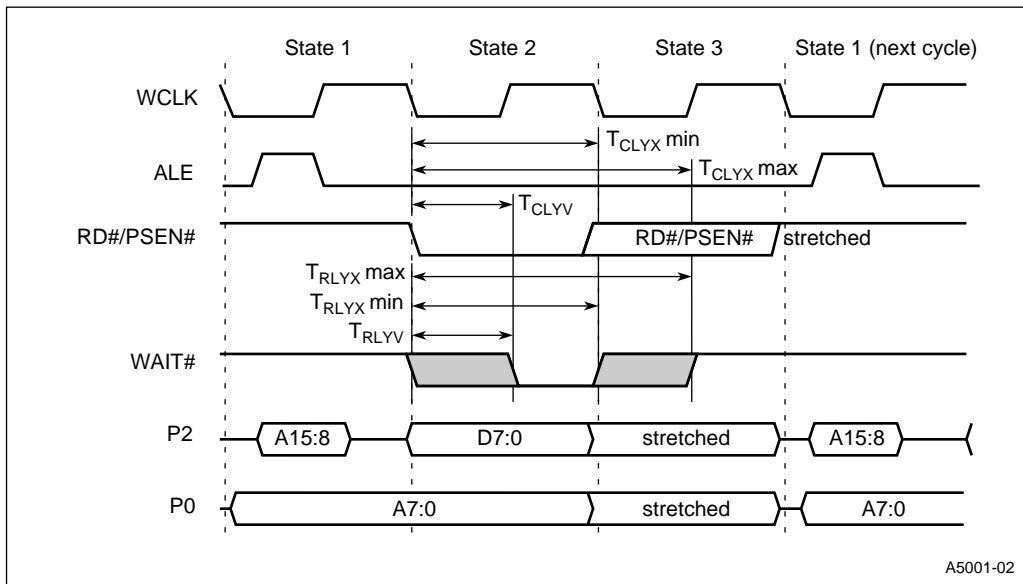 State 1 State 2 State 3 State 1 (next cycle)
WCLK
T_CLYX min
ALE
T_CLYX max
T_CLYV
RD#/PSEN# RD#/PSEN# stretched
T_RLYX max
T_RLYX min
T_RLYV
WAIT#
P2 A15:8 D7:0 stretched A15:8
P0 A7:0 stretched A7:0
A5001-02